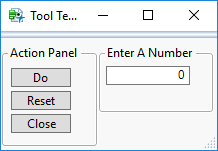 Tool Te...
Action Panel
Do
Reset
Close
Enter A Number
0